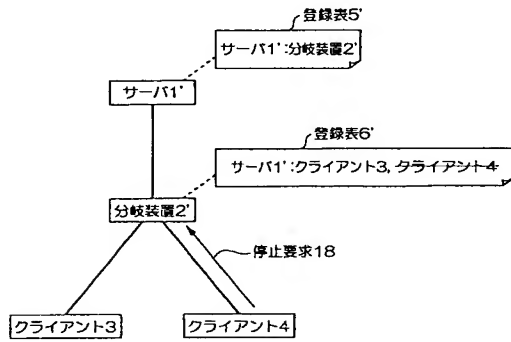 登録表5'
サーバ1':分岐装置2'
サーバ1'
登録表6'
サーバ1':クライアント3, クライアント4
分岐装置2'
停止要求18
クライアント3
クライアント4